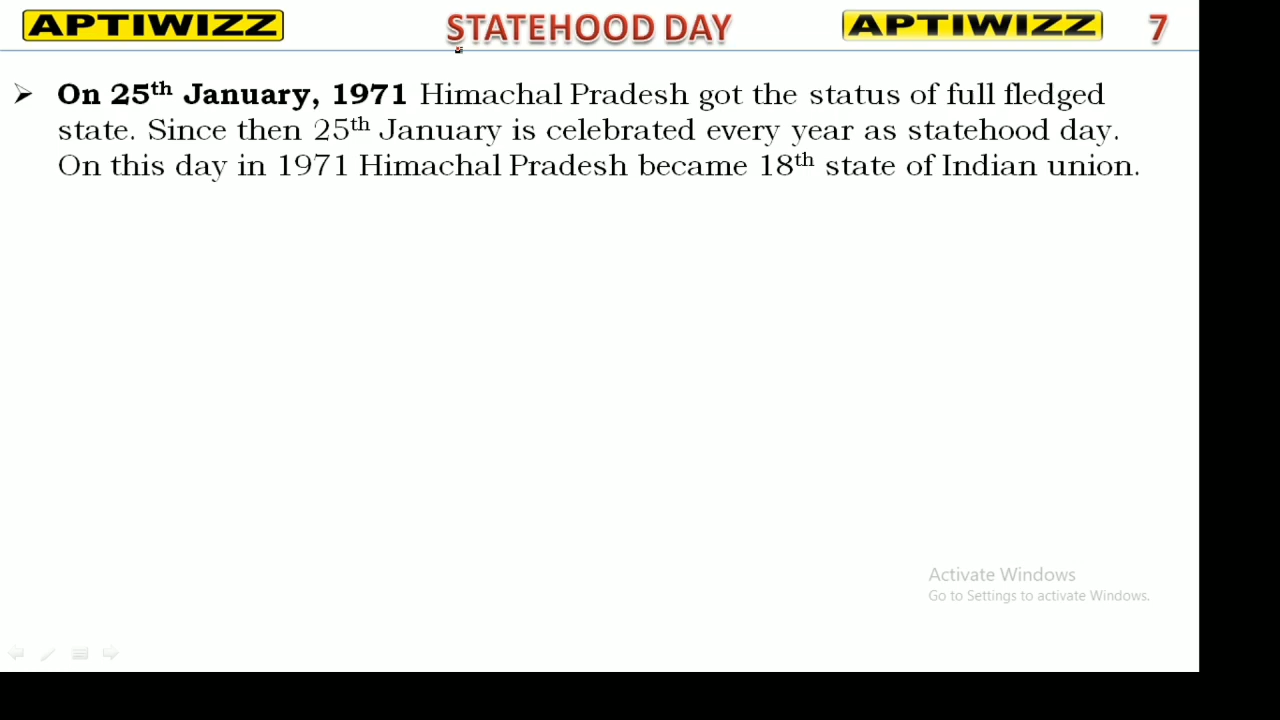 APTIWIZZ STATEHOOD DAY APTIWIZZ 7
➢ On 25th January, 1971 Himachal Pradesh got the status of full fledged
state. Since then 25th January is celebrated every year as statehood day.
On this day in 1971 Himachal Pradesh became 18th state of Indian union.
Activate Windows
Go to Settings to activate Windows.